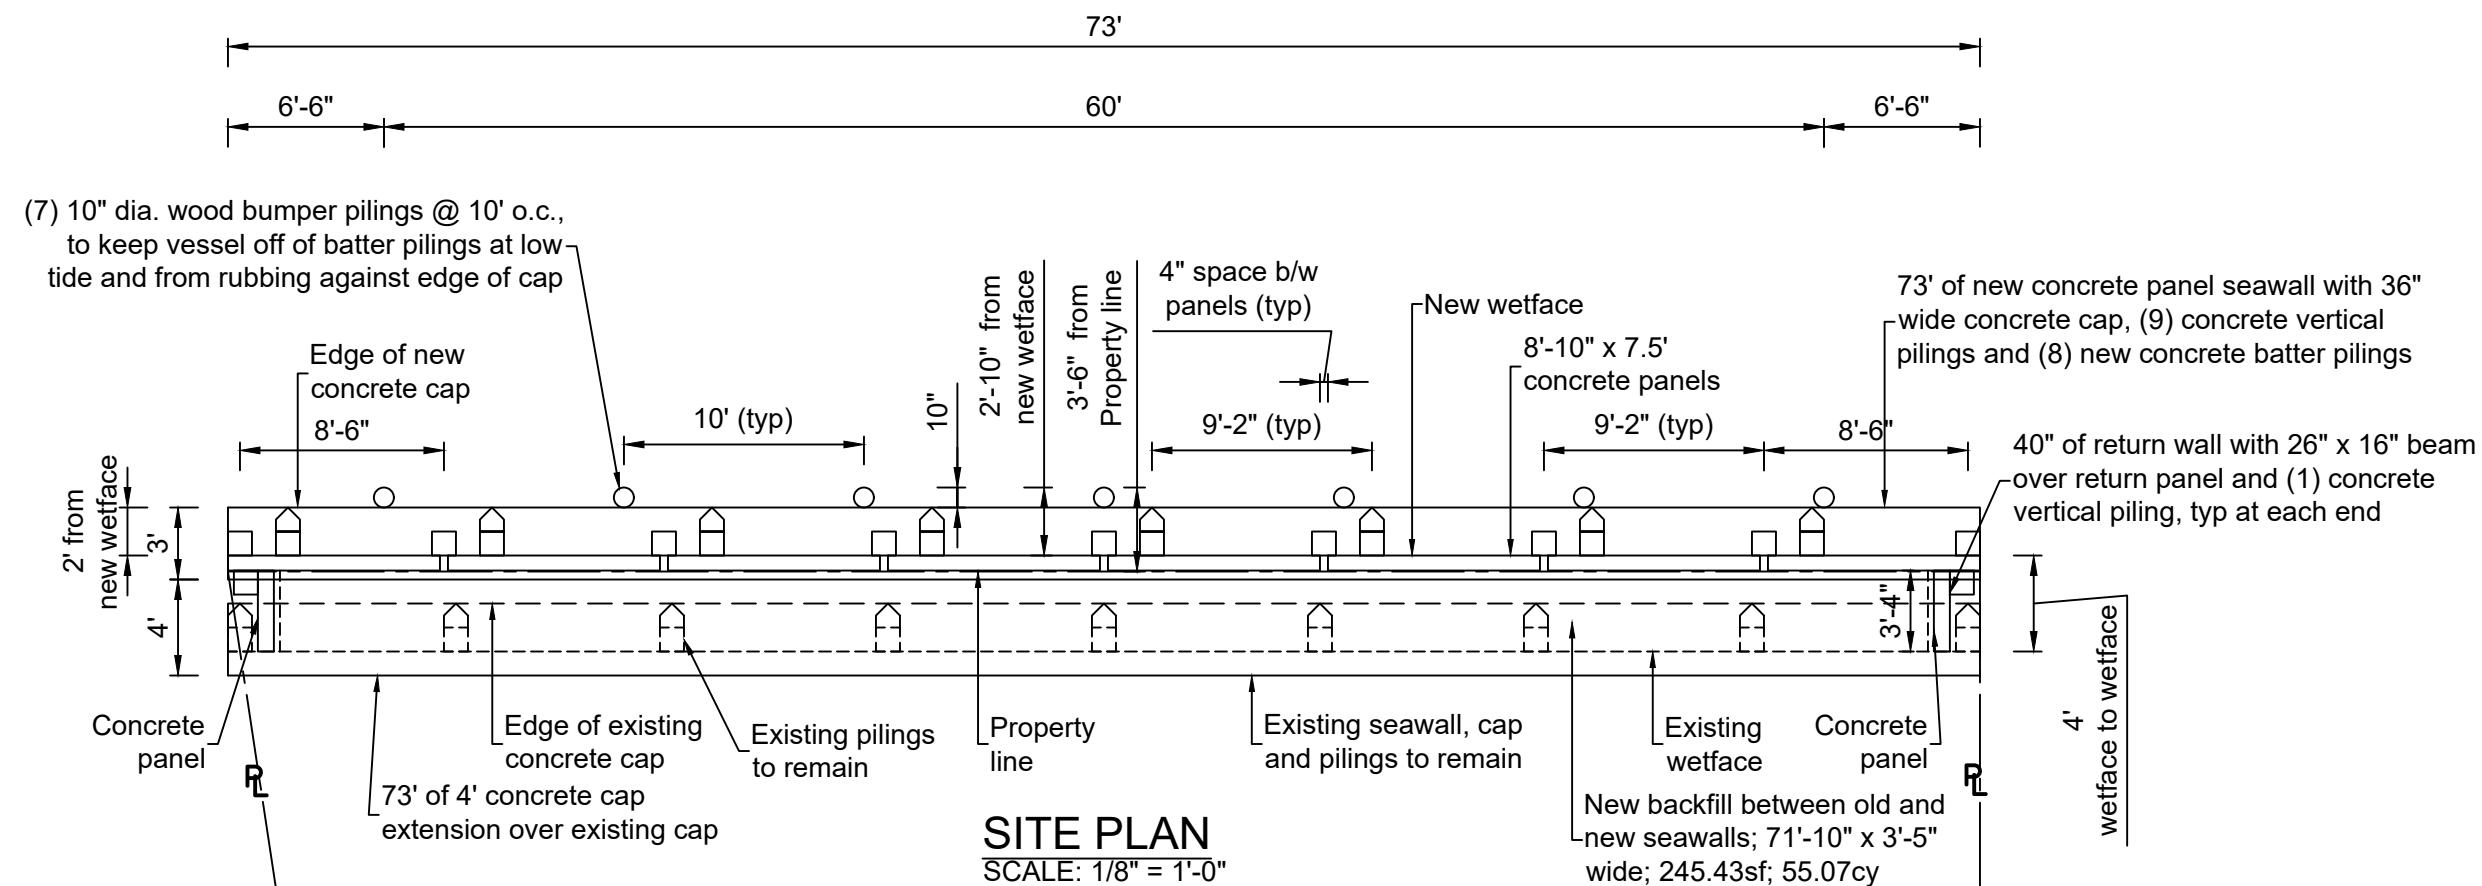 73'
6'-6"
60'
6'-6"
(7) 10" dia. wood bumper pilings @ 10' o.c.,
to keep vessel off of batter pilings at low
tide and from rubbing against edge of cap
Edge of new
concrete cap
8'-6"
10' (typ)
10"
2'-10" from
new wetface
3'-6" from
Property line
4" space b/w
panels (typ)
9'-2" (typ)
New wetface
8'-10" x 7.5'
concrete panels
9'-2" (typ)
8'-6"
73' of new concrete panel seawall with 36"
wide concrete cap, (9) concrete vertical
pilings and (8) new concrete batter pilings
40" of return wall with 26" x 16" beam
over return panel and (1) concrete
vertical piling, typ at each end
2' from
new wetface
3'
4'
3'-4"
4'
wetface to wetface
Concrete
panel
PL
Edge of existing
concrete cap
73' of 4' concrete cap
extension over existing cap
Existing pilings
to remain
Property
line
Existing seawall, cap
and pilings to remain
Existing
wetface
Concrete
panel
PL
New backfill between old and
new seawalls; 71'-10" x 3'-5"
wide; 245.43sf; 55.07cy
SITE PLAN
SCALE: 1/8" = 1'-0"